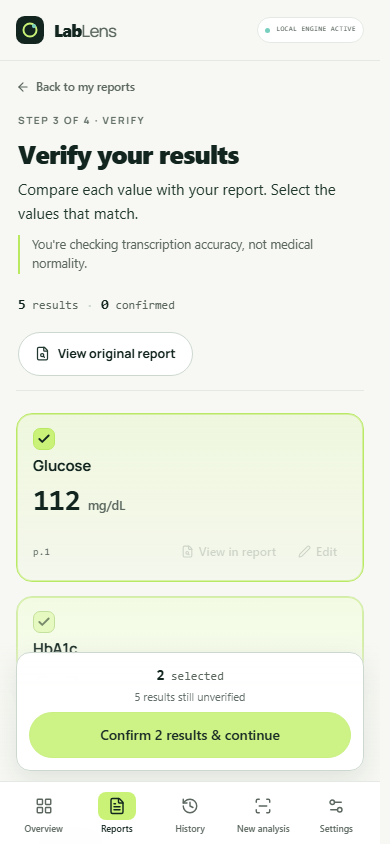 LabLens
LOCAL ENGINE ACTIVE
Back to my reports
STEP 3 OF 4 · VERIFY
Verify your results
Compare each value with your report. Select the
values that match.
You're checking transcription accuracy, not medical
normality.
5 results · 0 confirmed
View original report
Glucose
112 mg/dL
p.1
View in report
Edit
HbA1c
2 selected
5 results still unverified
Confirm 2 results & continue
Overview
Reports
History
New analysis
Settings